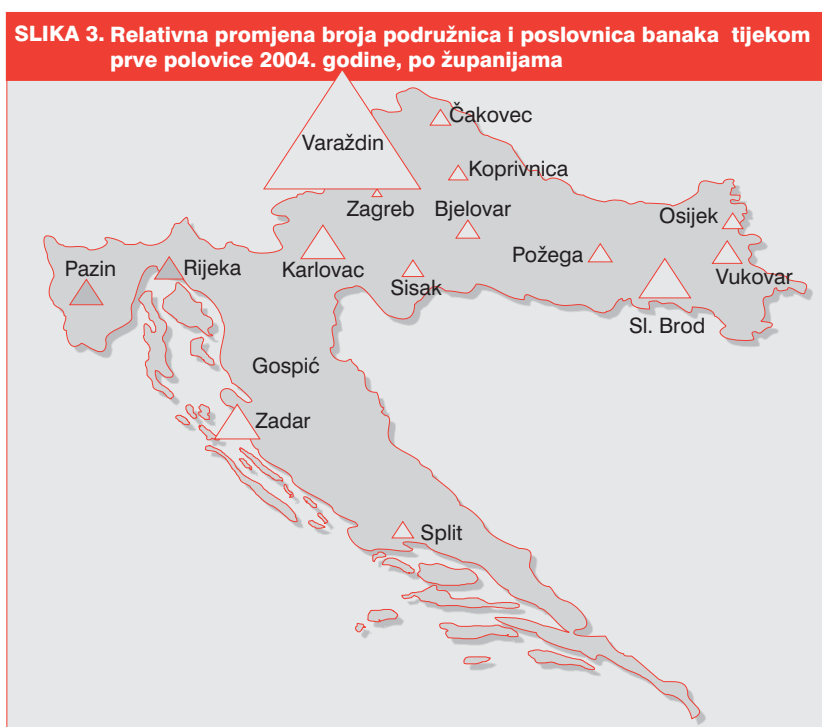 SLIKA 3. Relativna promjena broja podružnica i poslovnica banaka tijekom
prve polovice 2004. godine, po županijama
Čakovec
Varaždin
Koprivnica
Zagreb
Bjelovar
Osijek
Pazin
Rijeka
Karlovac
Sisak
Požega
Vukovar
Sl. Brod
Gospić
Zadar
Split